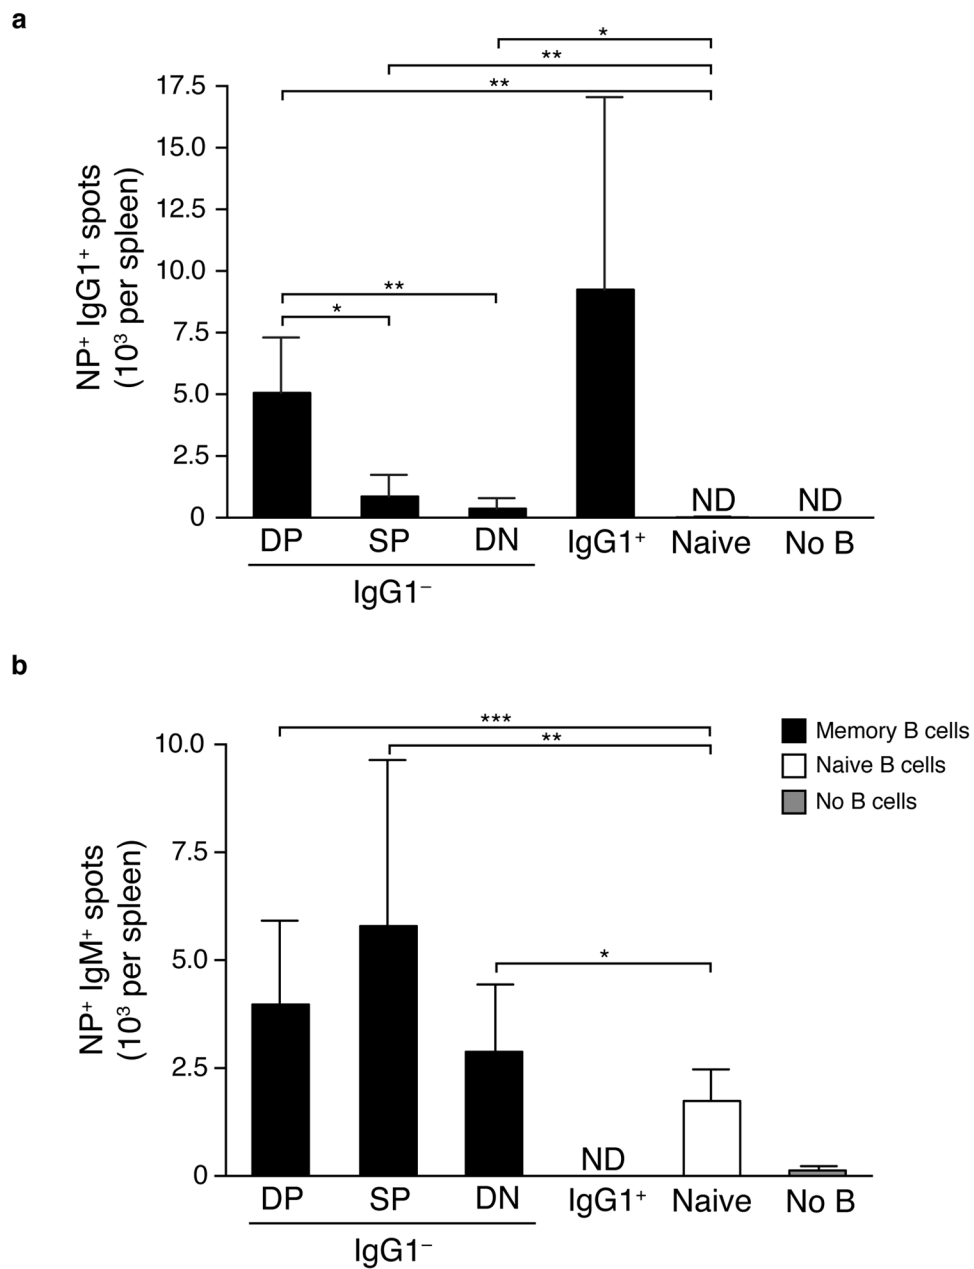 a
*
**
**
17.5
15.0
12.5
10.0
7.5
5.0
2.5
0
NP⁺ IgG1⁺ spots
(10³ per spleen)
**
*
ND
ND
DP
SP
DN
IgG1⁺
Naive
No B
IgG1⁻
b
***
**
*
10.0
7.5
5.0
2.5
0
NP⁺ IgM⁺ spots
(10³ per spleen)
Memory B cells
Naive B cells
No B cells
ND
DP
SP
DN
IgG1⁺
Naive
No B
IgG1⁻